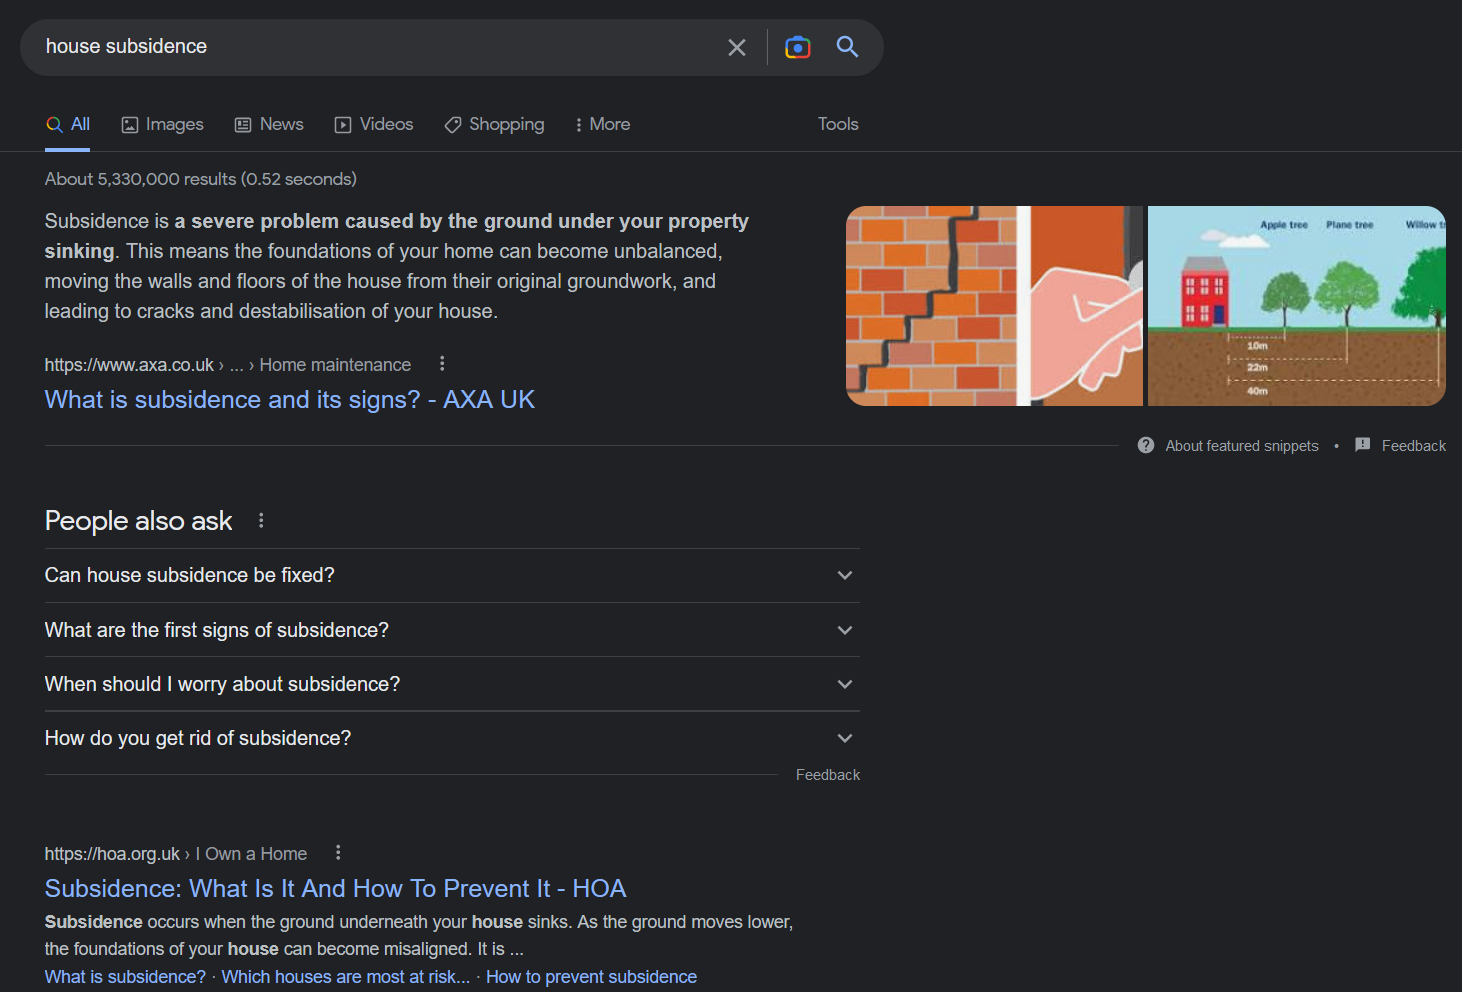 house subsidence
All Images News Videos Shopping More Tools
About 5,330,000 results (0.52 seconds)
Subsidence is a severe problem caused by the ground under your property
sinking. This means the foundations of your home can become unbalanced,
moving the walls and floors of the house from their original groundwork, and
leading to cracks and destabilisation of your house.
https://www.axa.co.uk › ... › Home maintenance
What is subsidence and its signs? - AXA UK
Apple tree Plane tree Willow t
10m
22m
40m
About featured snippets • Feedback
People also ask
Can house subsidence be fixed?
What are the first signs of subsidence?
When should I worry about subsidence?
How do you get rid of subsidence?
Feedback
https://hoa.org.uk › I Own a Home
Subsidence: What Is It And How To Prevent It - HOA
Subsidence occurs when the ground underneath your house sinks. As the ground moves lower,
the foundations of your house can become misaligned. It is ...
What is subsidence? · Which houses are most at risk... · How to prevent subsidence